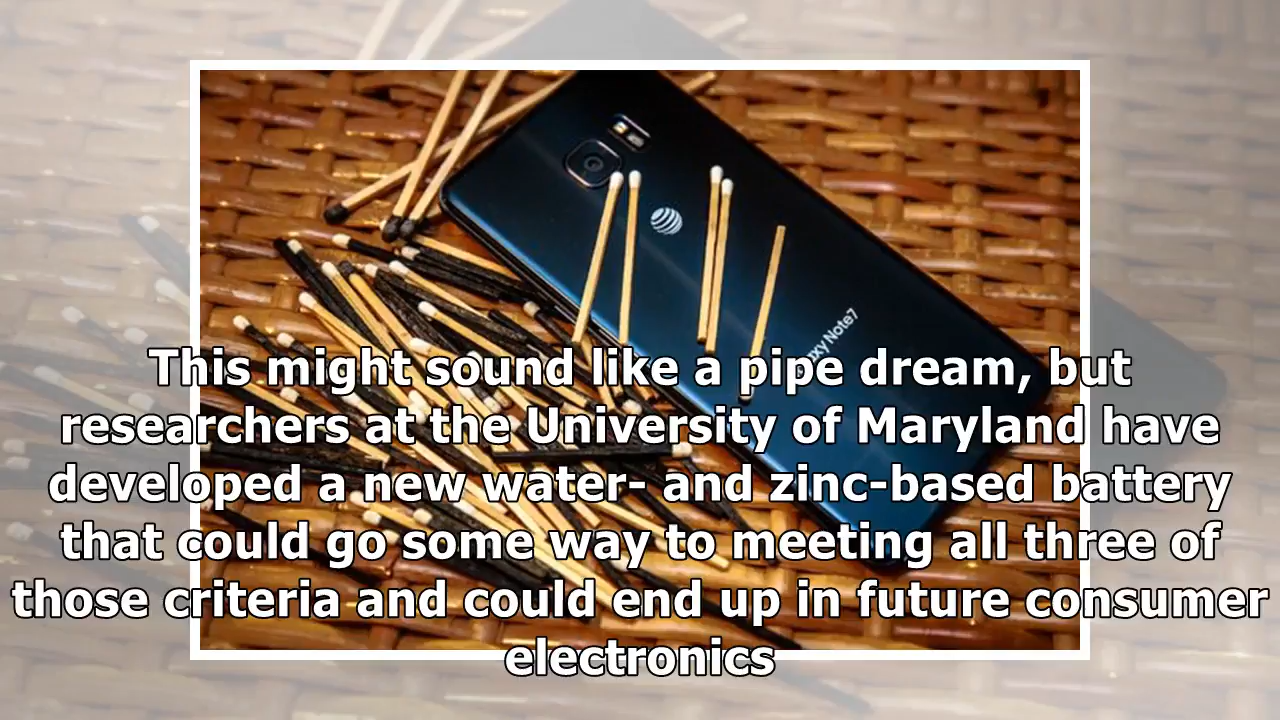 axy Note7
This might sound like a pipe dream, but
researchers at the University of Maryland have
developed a new water- and zinc-based battery
that could go some way to meeting all three of
those criteria and could end up in future consumer
electronics